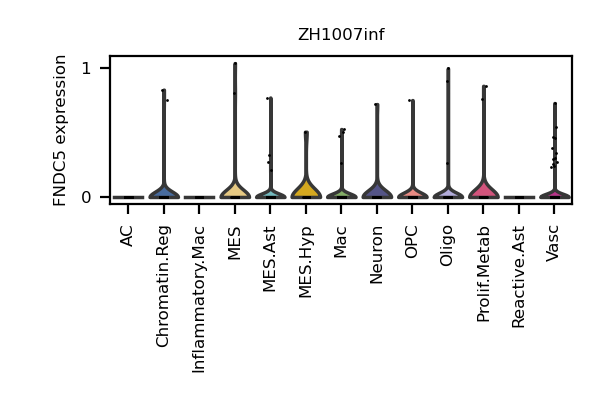 ZH1007inf
FNDC5 expression
1
0
AC
Chromatin.Reg
Inflammatory.Mac
MES
MES.Ast
MES.Hyp
Mac
Neuron
OPC
Oligo
Prolif.Metab
Reactive.Ast
Vasc